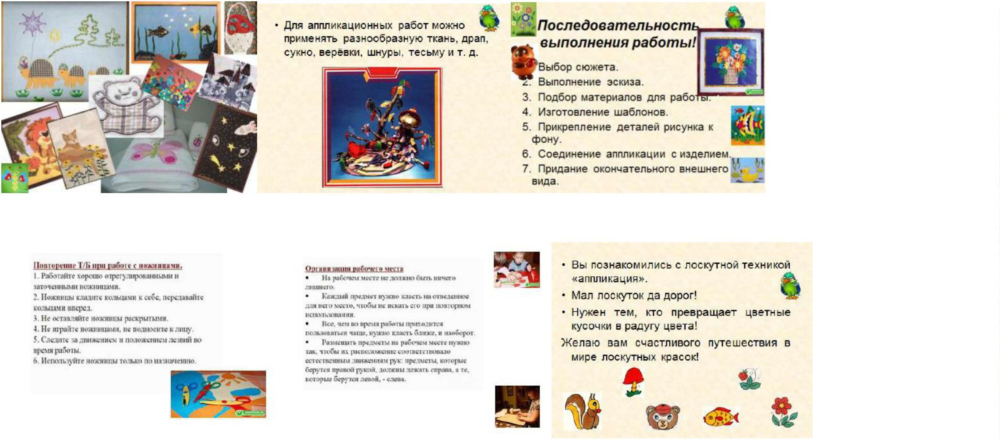 • Для аппликационных работ можно
применять разнообразную ткань, драп,
сукно, верёвки, шнуры, тесьму и т. д.
Последовательность
выполнения работы!
Выбор сюжета.
2. Выполнение эскиза.
3. Подбор материалов для работы.
4. Изготовление шаблонов.
5. Прикрепление деталей рисунка к
фону.
6. Соединение аппликации с изделием.
7. Придание окончательного внешнего
вида.
Повторение Т/Б при работе с ножницами.
1. Работайте хорошо отрегулированными и
заточенными ножницами.
2. Ножницы кладите кольцами к себе, передавайте
кольцами вперед.
3. Не оставляйте ножницы раскрытыми.
4. Не играйте ножницами, не подносите к лицу.
5. Следите за движением и положением лезвий во
время работы.
6. Используйте ножницы только по назначению.
Организация рабочего места
• На рабочем месте не должно быть ничего
лишнего.
• Каждый предмет нужно класть на отведенное
для него место, чтобы не искать его при повторном
использовании.
• Все, чем во время работы приходится
пользоваться чаще, нужно класть ближе, и наоборот.
• Размещать предметы на рабочем месте нужно
так, чтобы их расположение соответствовало
естественным движениям рук: предметы, которые
берутся правой рукой, должны лежать справа, а те,
которые берутся левой, - слева.
• Вы познакомились с лоскутной техникой
«аппликация».
• Мал лоскуток да дорог!
• Нужен тем, кто превращает цветные
кусочки в радугу цвета!
Желаю вам счастливого путешествия в
мире лоскутных красок!